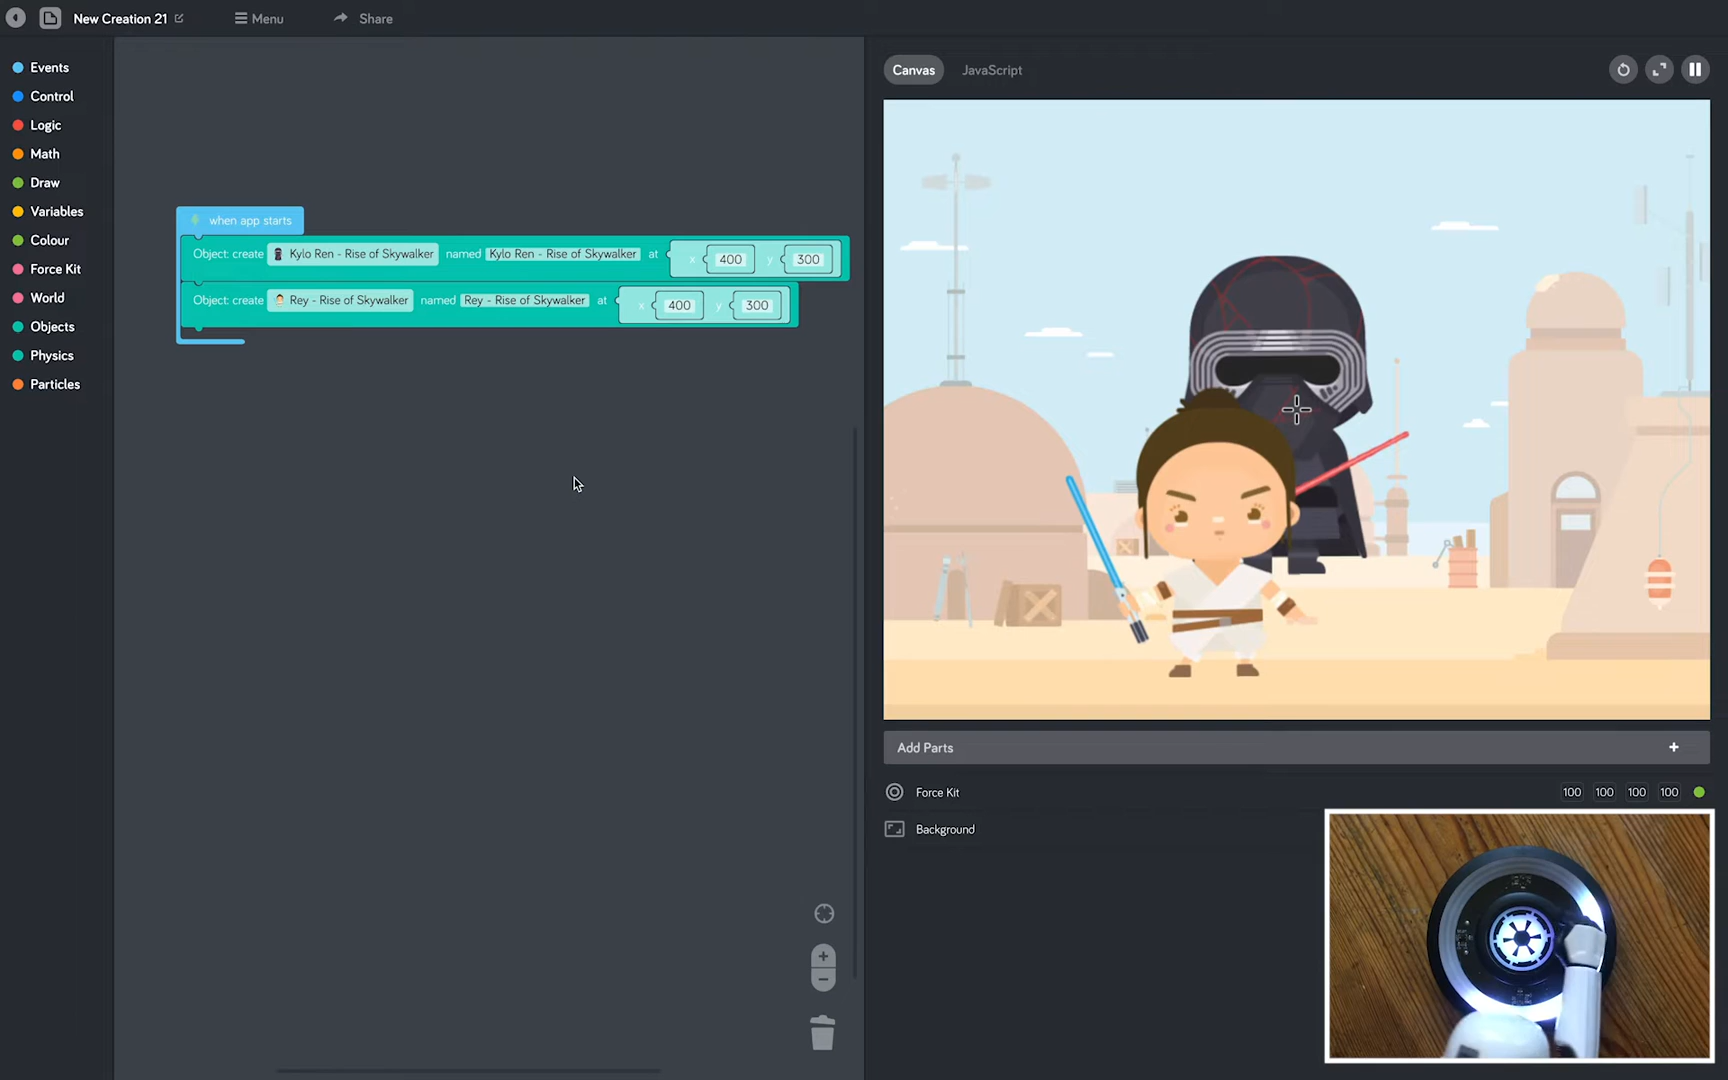 New Creation 21
Menu
Share
Events
Control
Logic
Math
Draw
Variables
Colour
Force Kit
World
Objects
Physics
Particles
when app starts
Object: create Kylo Ren - Rise of Skywalker named Kylo Ren - Rise of Skywalker at x 400 y 300
Object: create Rey - Rise of Skywalker named Rey - Rise of Skywalker at x 400 y 300
Canvas
JavaScript
Add Parts +
Force Kit 100 100 100 100
Background